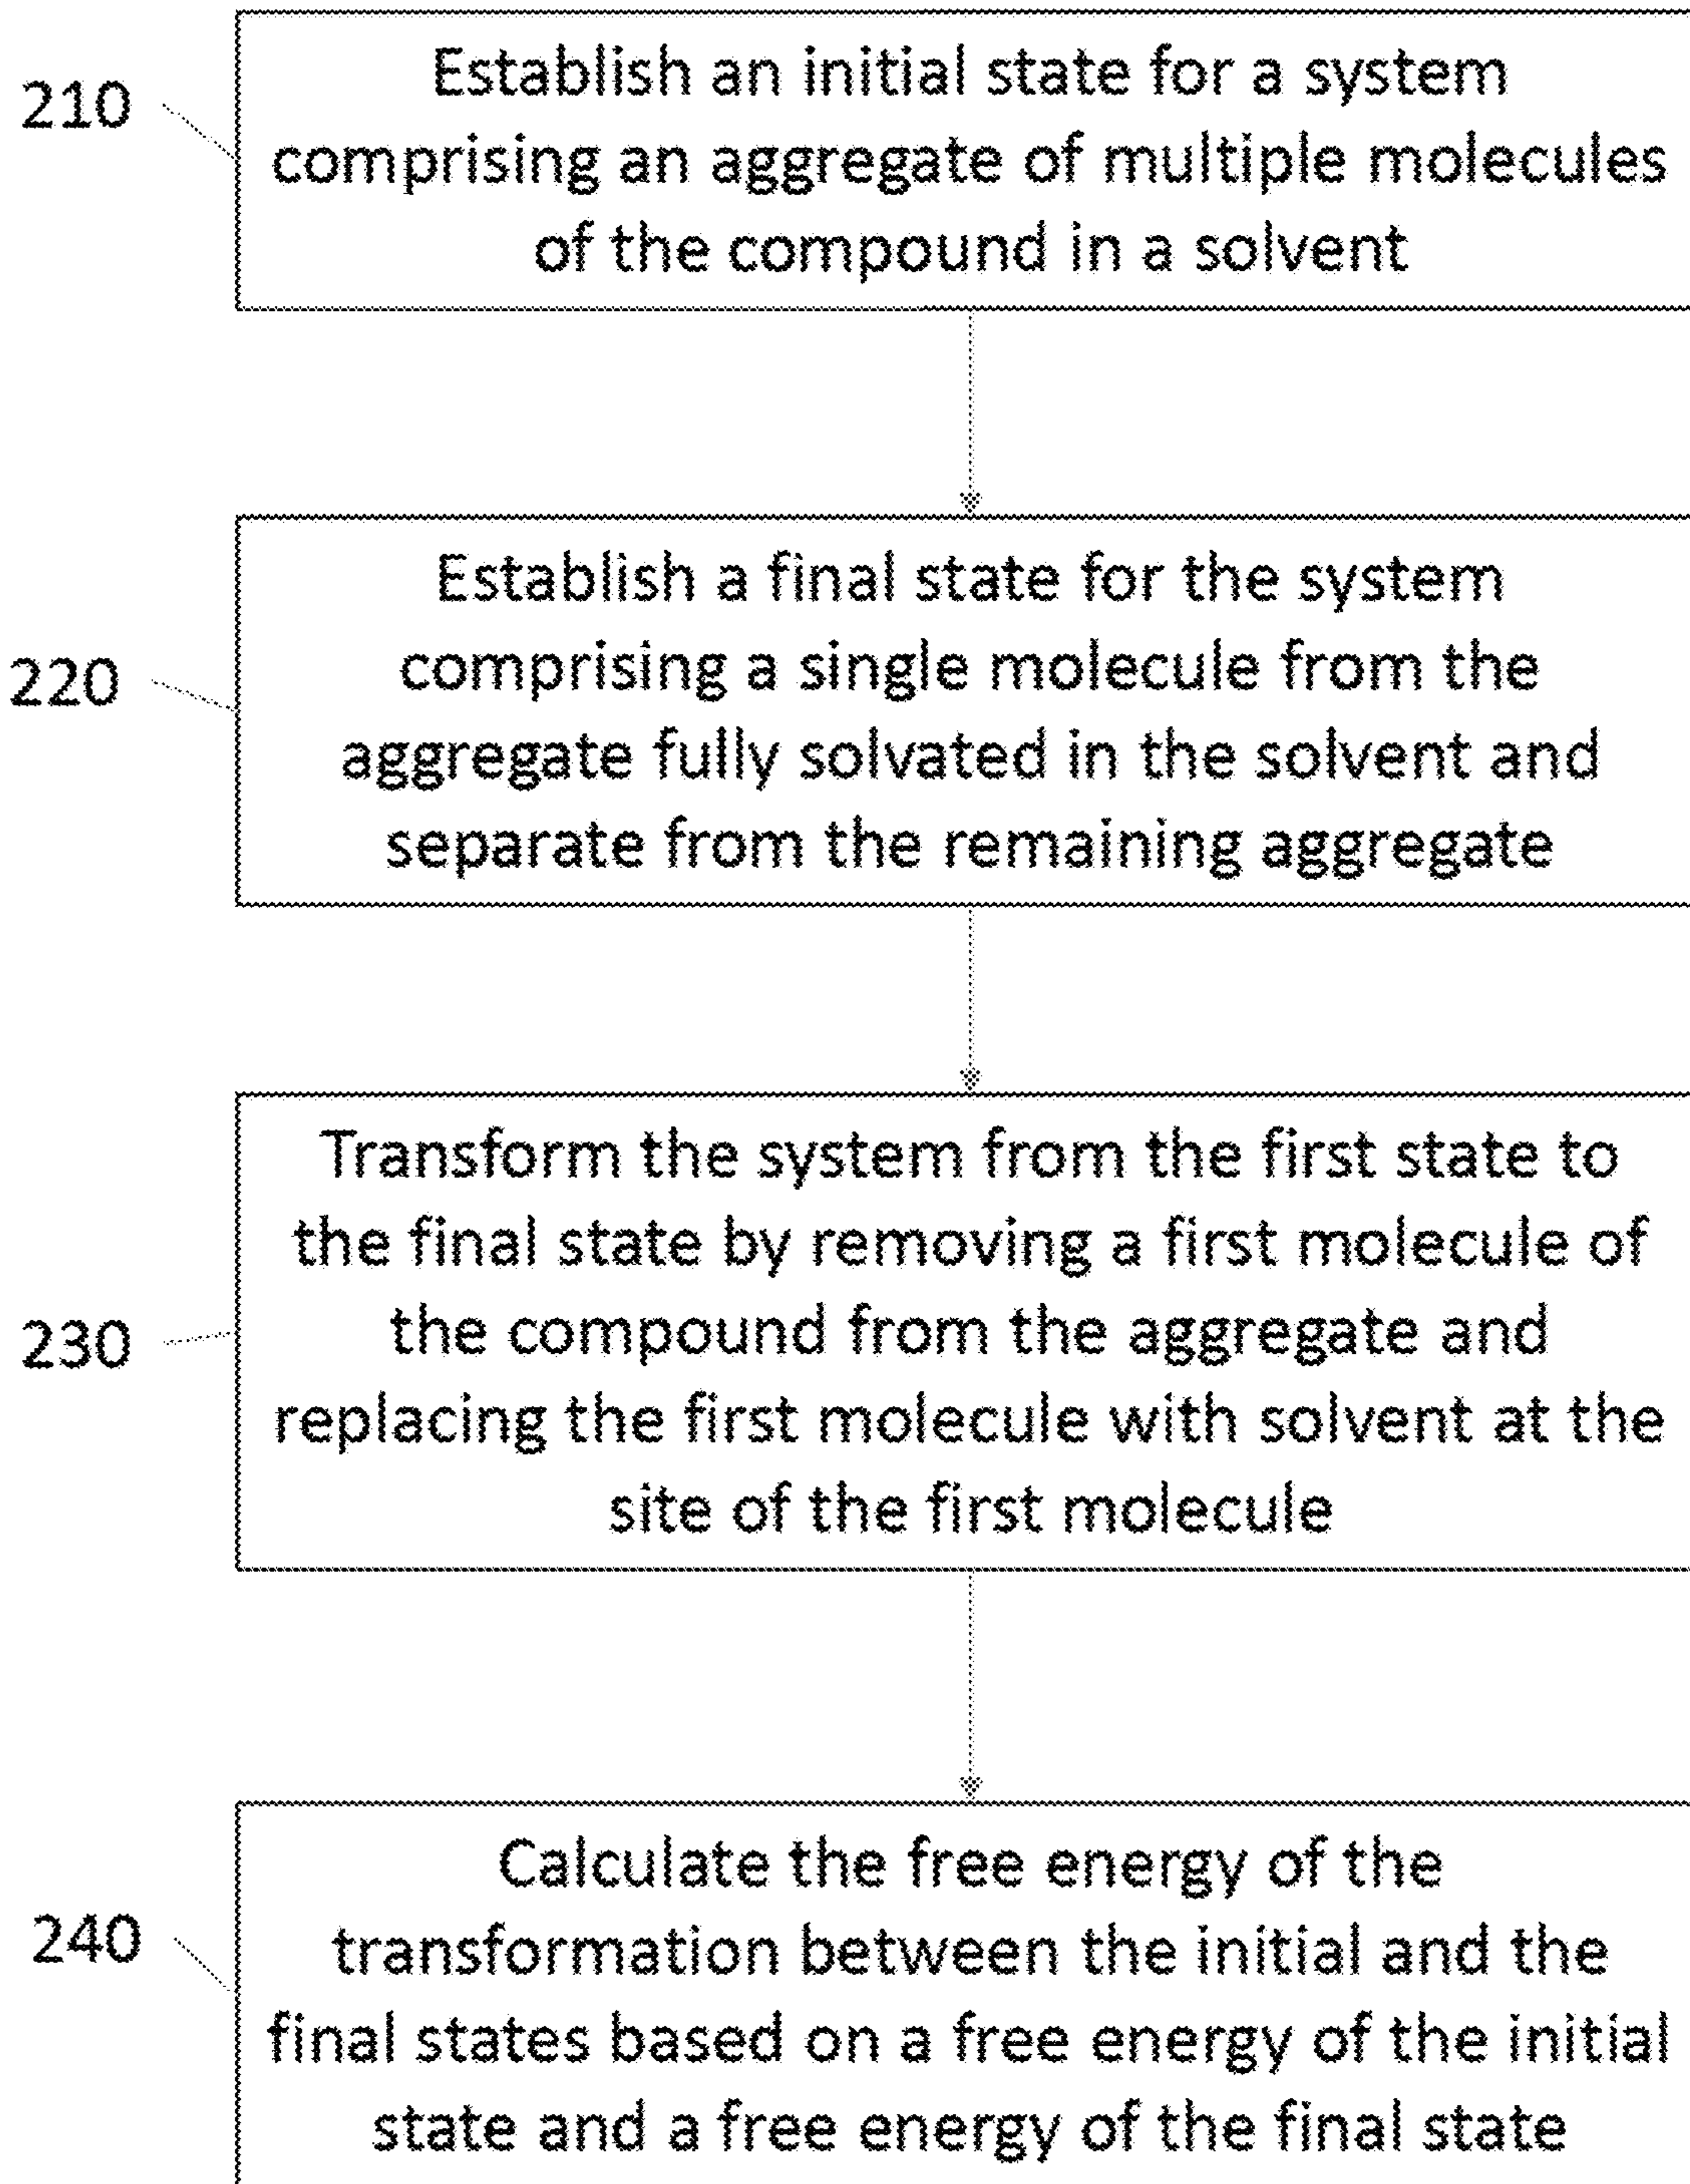 210
Establish an initial state for a system
comprising an aggregate of multiple molecules
of the compound in a solvent
220
Establish a final state for the system
comprising a single molecule from the
aggregate fully solvated in the solvent and
separate from the remaining aggregate
230
Transform the system from the first state to
the final state by removing a first molecule of
the compound from the aggregate and
replacing the first molecule with solvent at the
site of the first molecule
240
Calculate the free energy of the
transformation between the initial and the
final states based on a free energy of the initial
state and a free energy of the final state